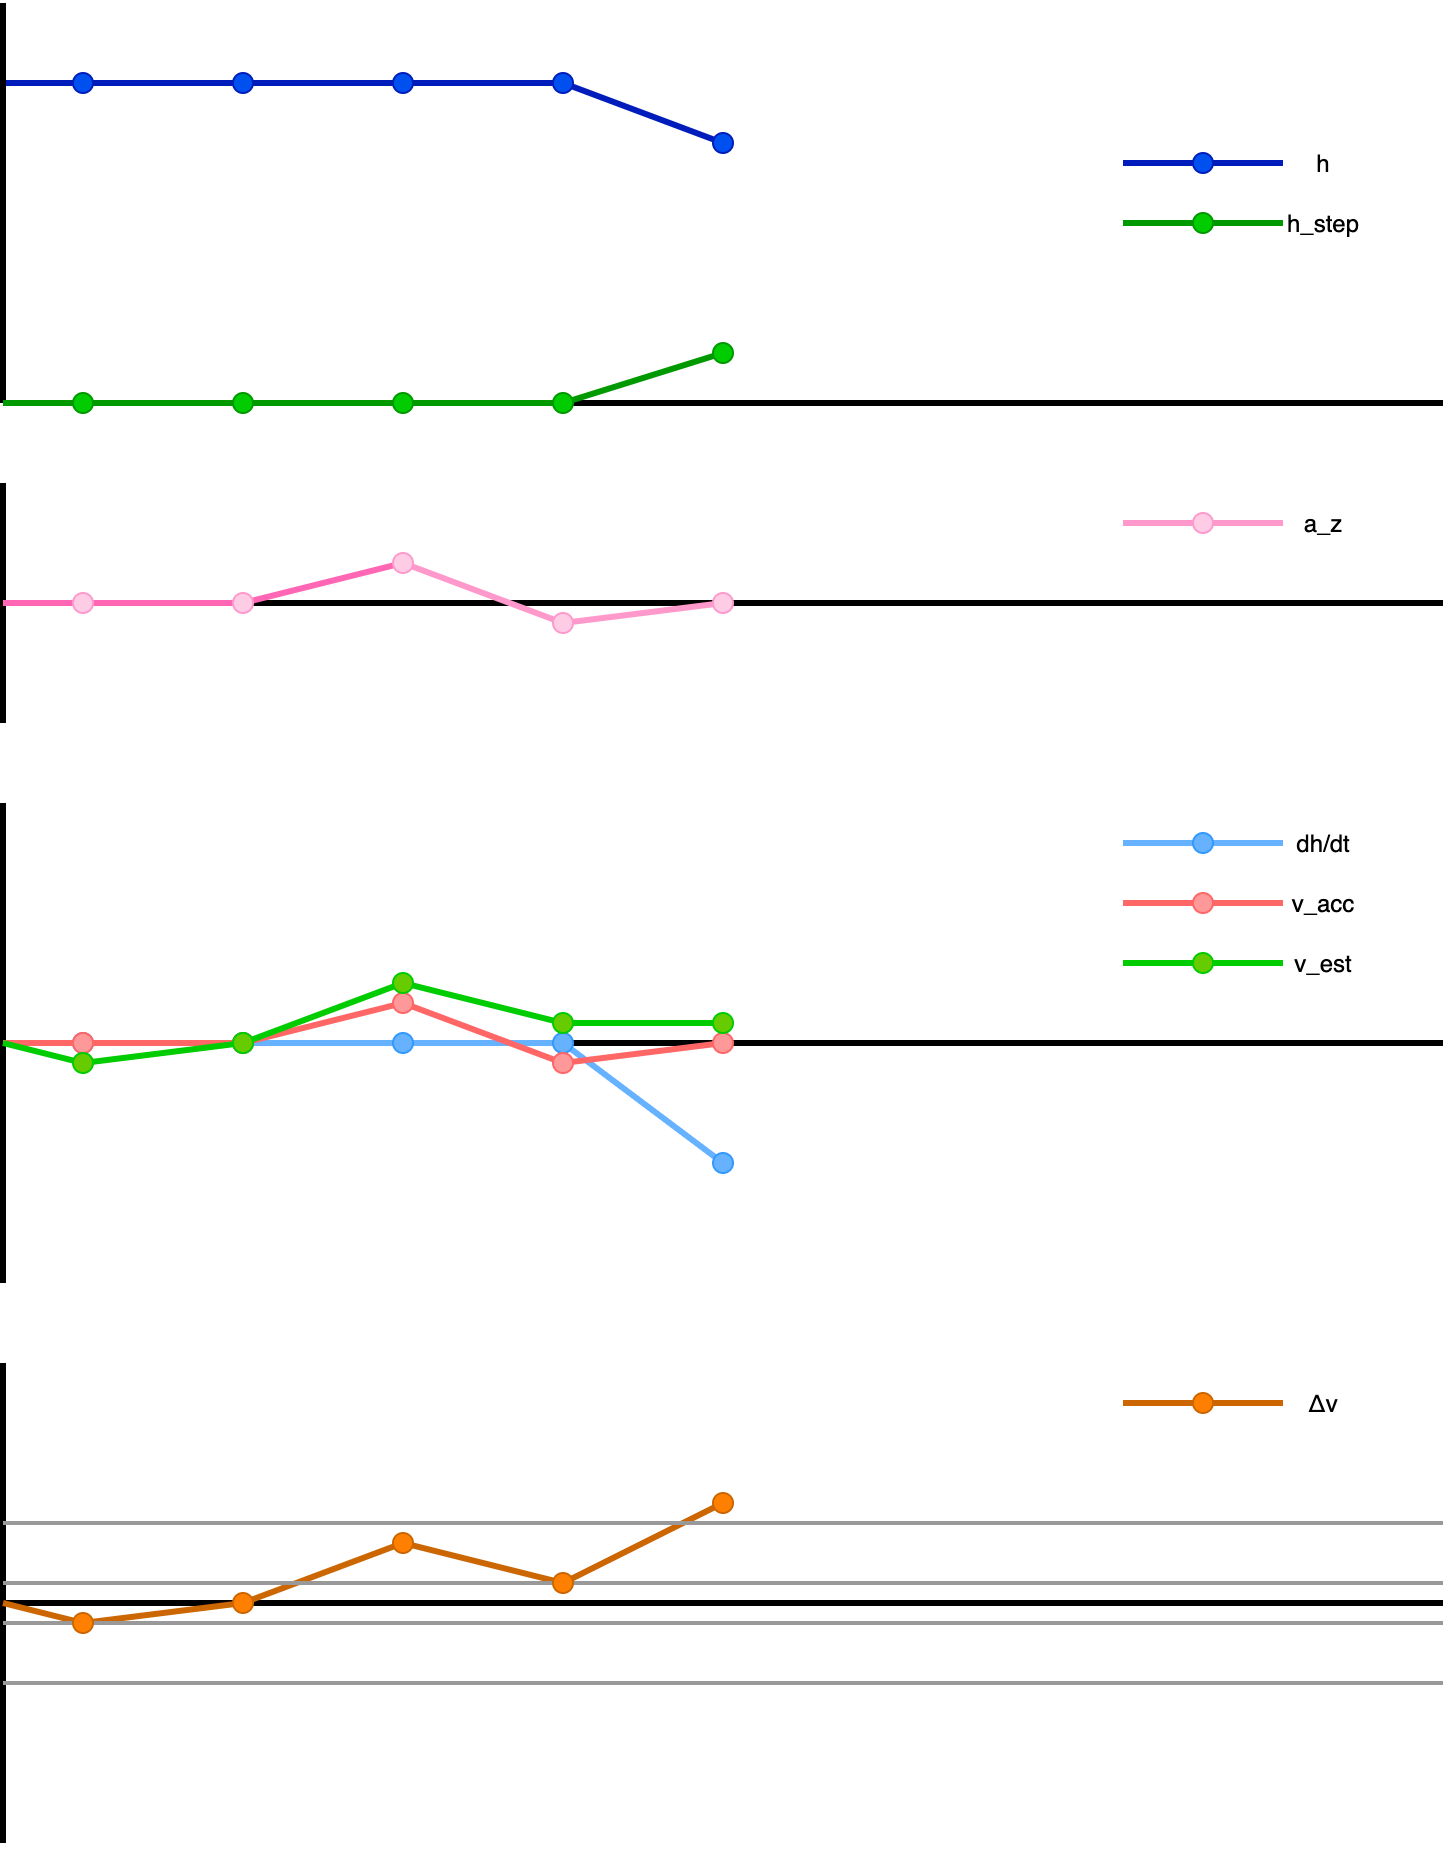 h
h_step
a_z
dh/dt
v_acc
v_est
Δv